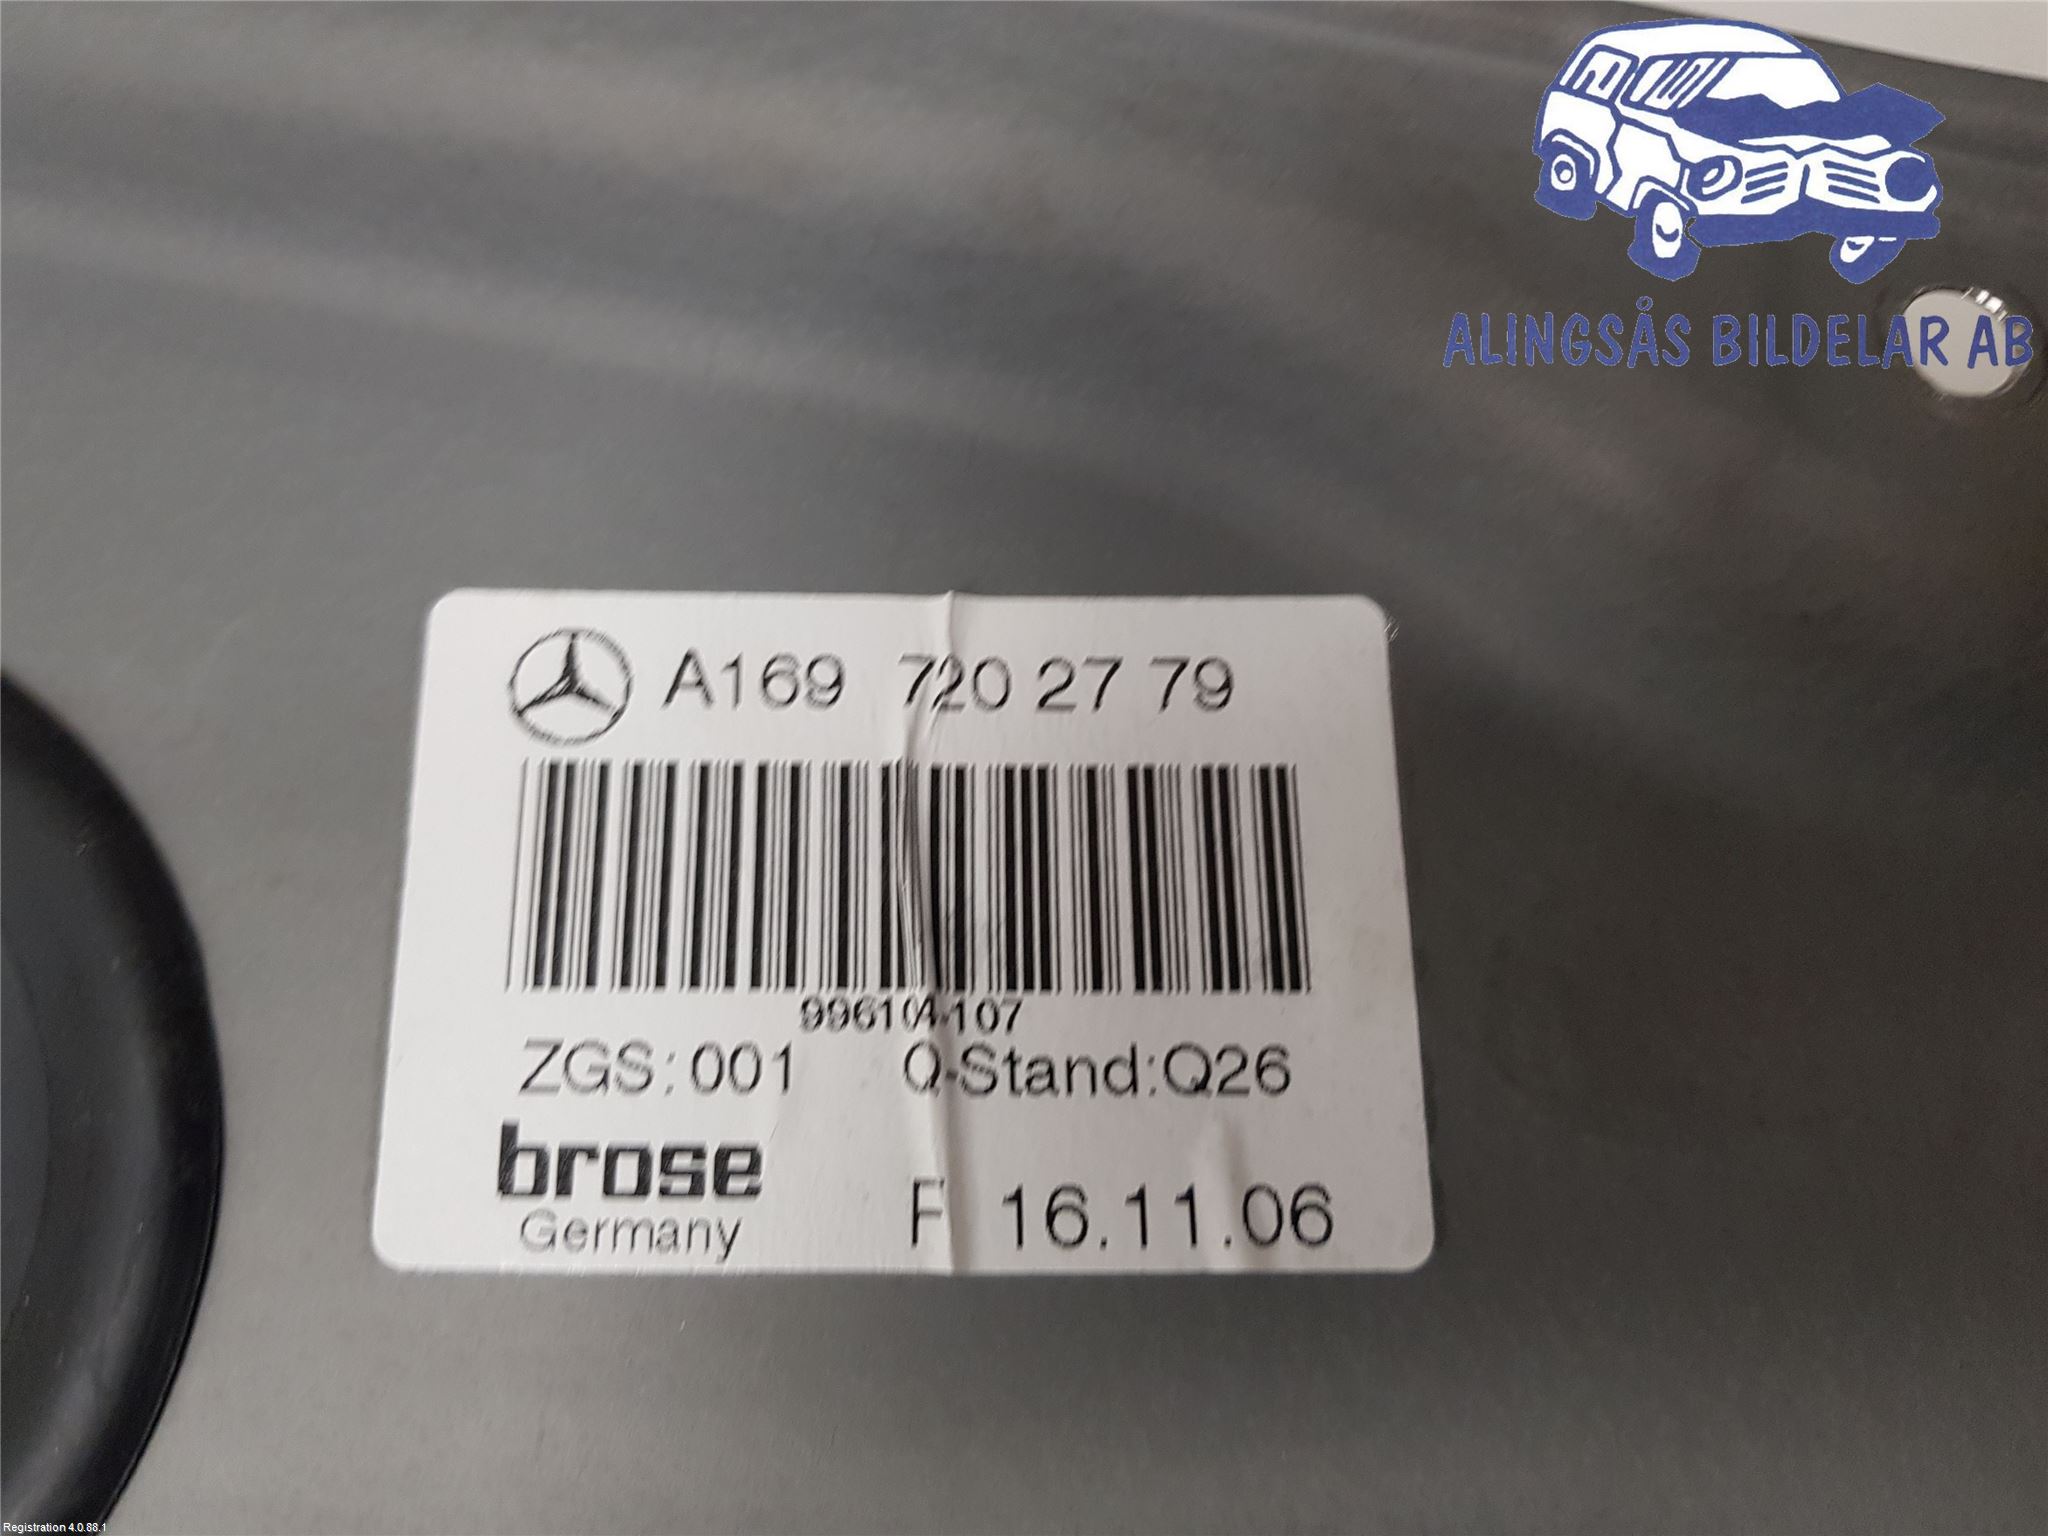 ALINGSÅS BILDELAR AB
A169 720 27 79
996104-107
ZGS:001 Q-Stand:Q26
brose
Germany F 16.11.06
Registration 4.0.88.1